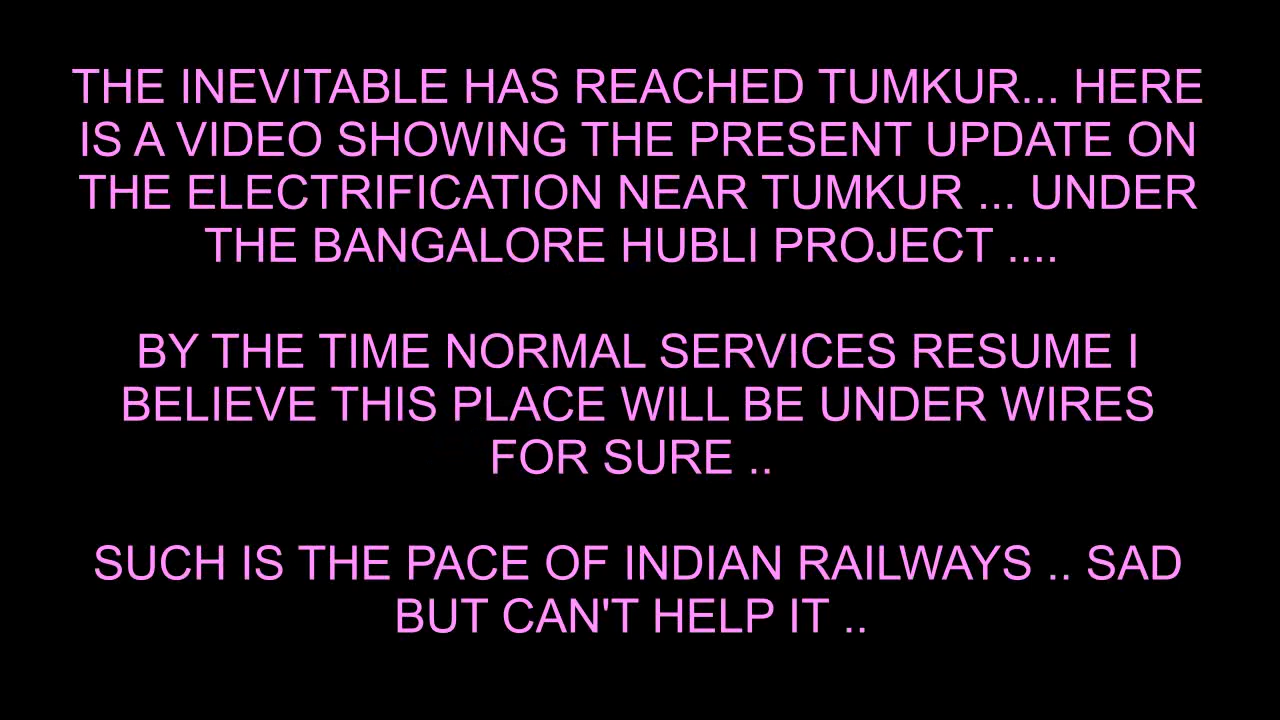 THE INEVITABLE HAS REACHED TUMKUR... HERE
IS A VIDEO SHOWING THE PRESENT UPDATE ON
THE ELECTRIFICATION NEAR TUMKUR ... UNDER
THE BANGALORE HUBLI PROJECT ....
BY THE TIME NORMAL SERVICES RESUME I
BELIEVE THIS PLACE WILL BE UNDER WIRES
FOR SURE ..
SUCH IS THE PACE OF INDIAN RAILWAYS .. SAD
BUT CAN'T HELP IT ..